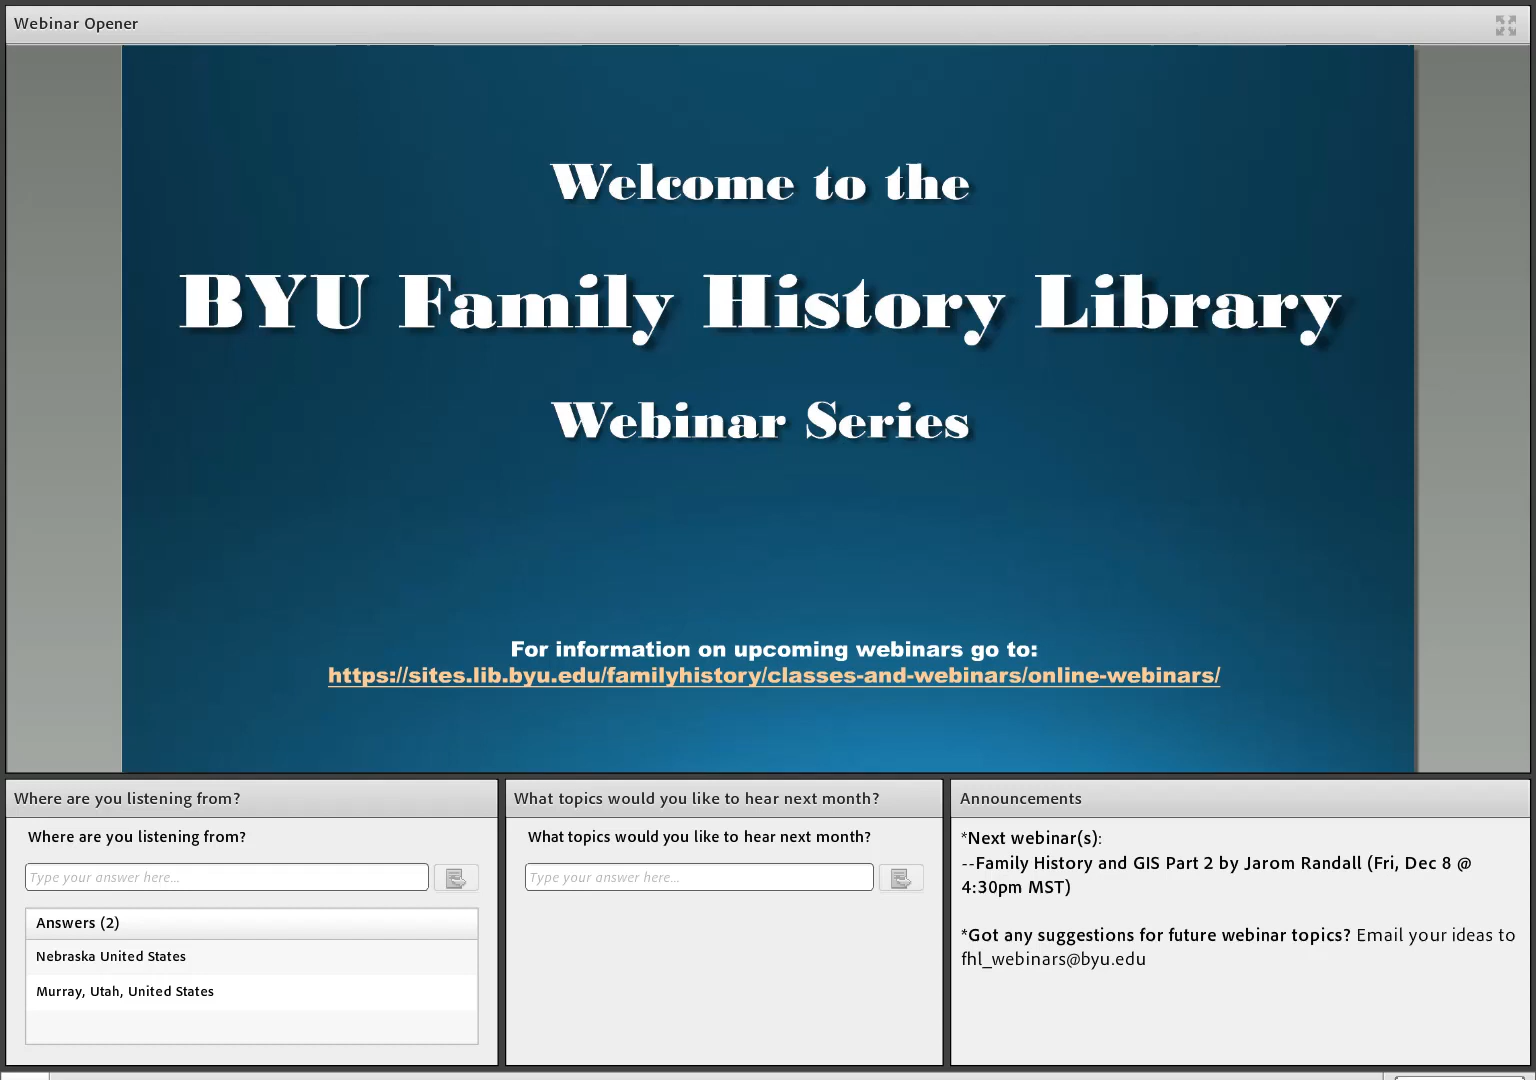 Webinar Opener
Welcome to the
BYU Family History Library
Webinar Series
For information on upcoming webinars go to:
https://sites.lib.byu.edu/familyhistory/classes-and-webinars/online-webinars/
Where are you listening from?
Where are you listening from?
Type your answer here...
Answers (2)
Nebraska United States
Murray, Utah, United States
What topics would you like to hear next month?
What topics would you like to hear next month?
Type your answer here...
Announcements
*Next webinar(s):
--Family History and GIS Part 2 by Jarom Randall (Fri, Dec 8 @
4:30pm MST)
*Got any suggestions for future webinar topics? Email your ideas to
fhl_webinars@byu.edu